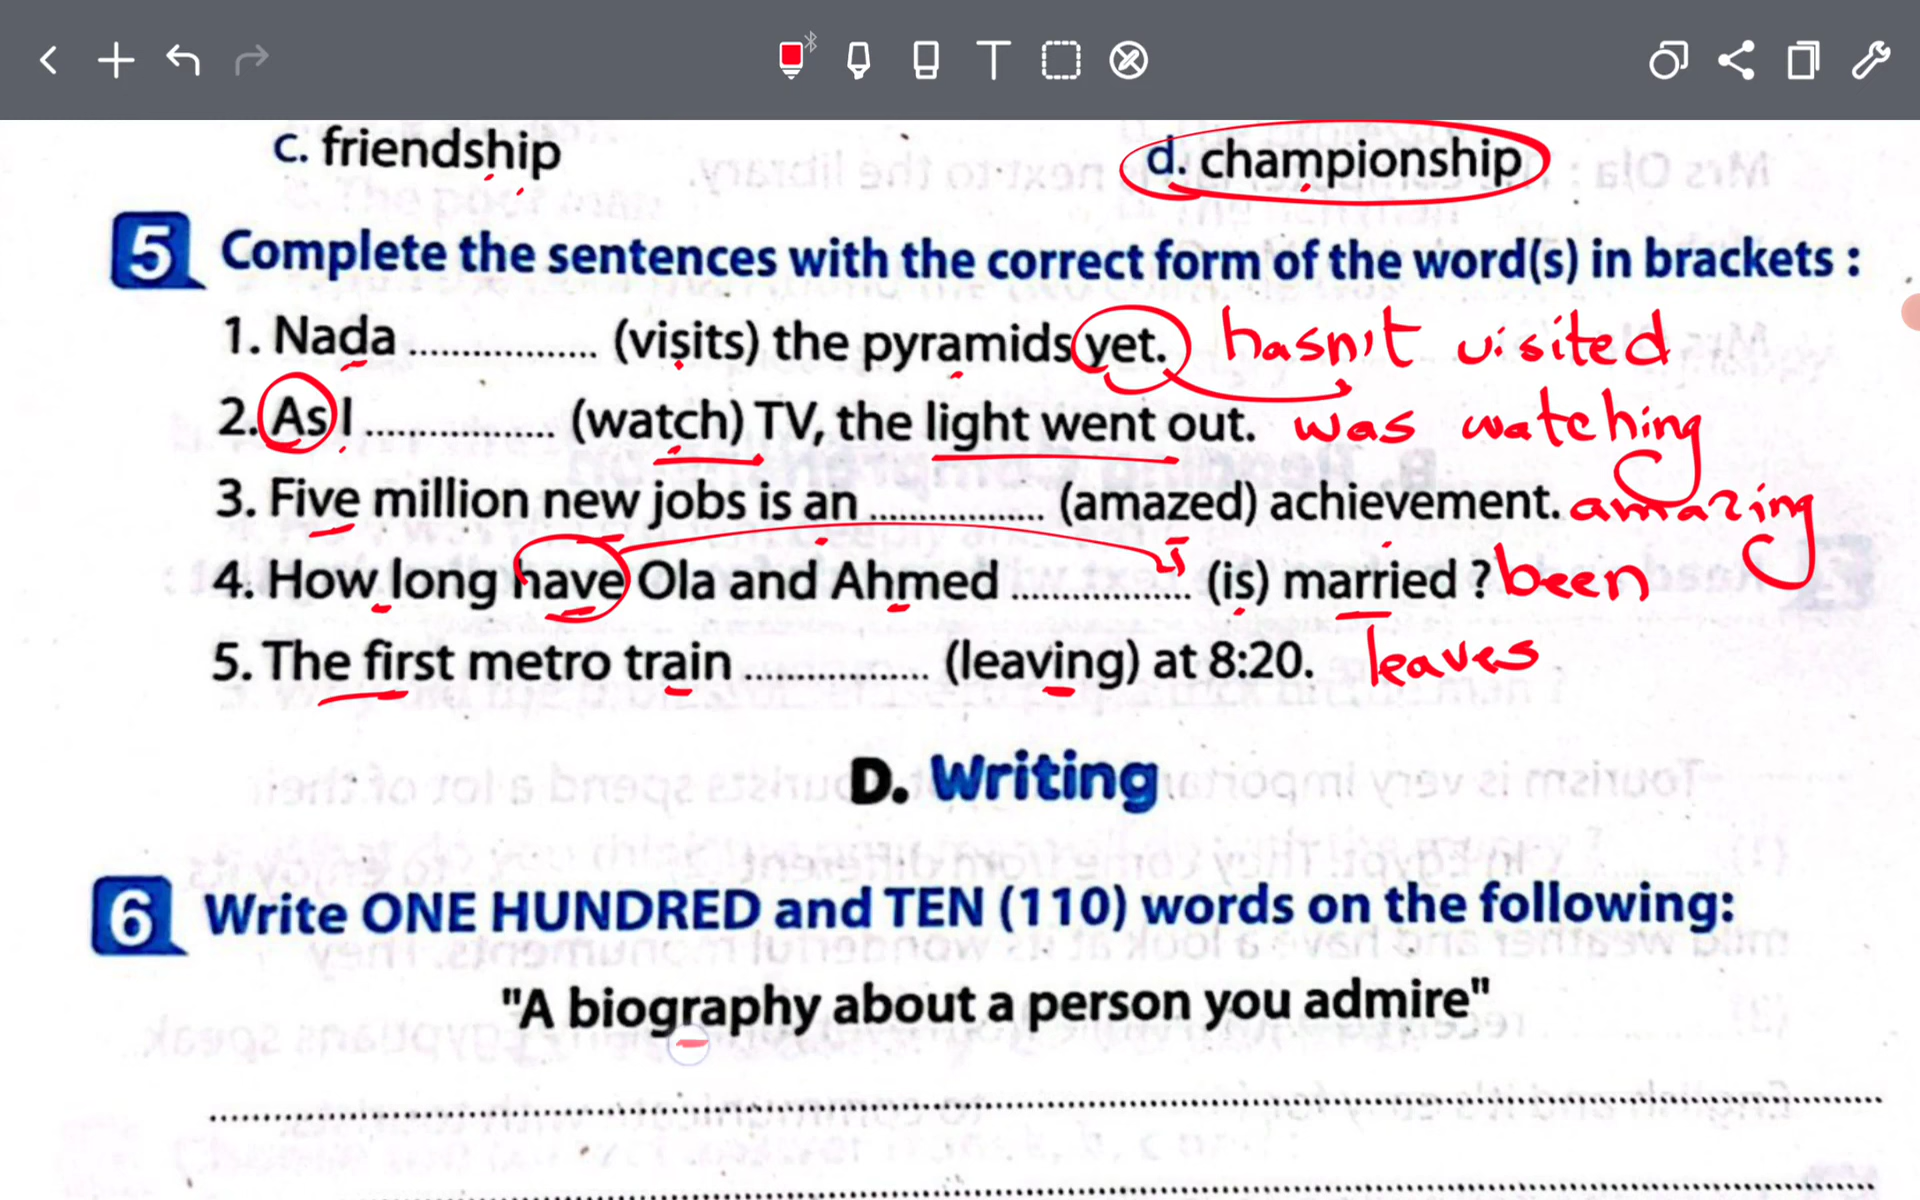 c. friendship d. championship
5 Complete the sentences with the correct form of the word(s) in brackets :
1. Nada .................. (visits) the pyramids yet. hasn't visited
2. As I .................. (watch) TV, the light went out. was watching
3. Five million new jobs is an .................. (amazed) achievement. amazing
4. How long have Ola and Ahmed .................. (is) married ? been
5. The first metro train .................. (leaving) at 8:20. leaves
D. Writing
6 Write ONE HUNDRED and TEN (110) words on the following:
"A biography about a person you admire"